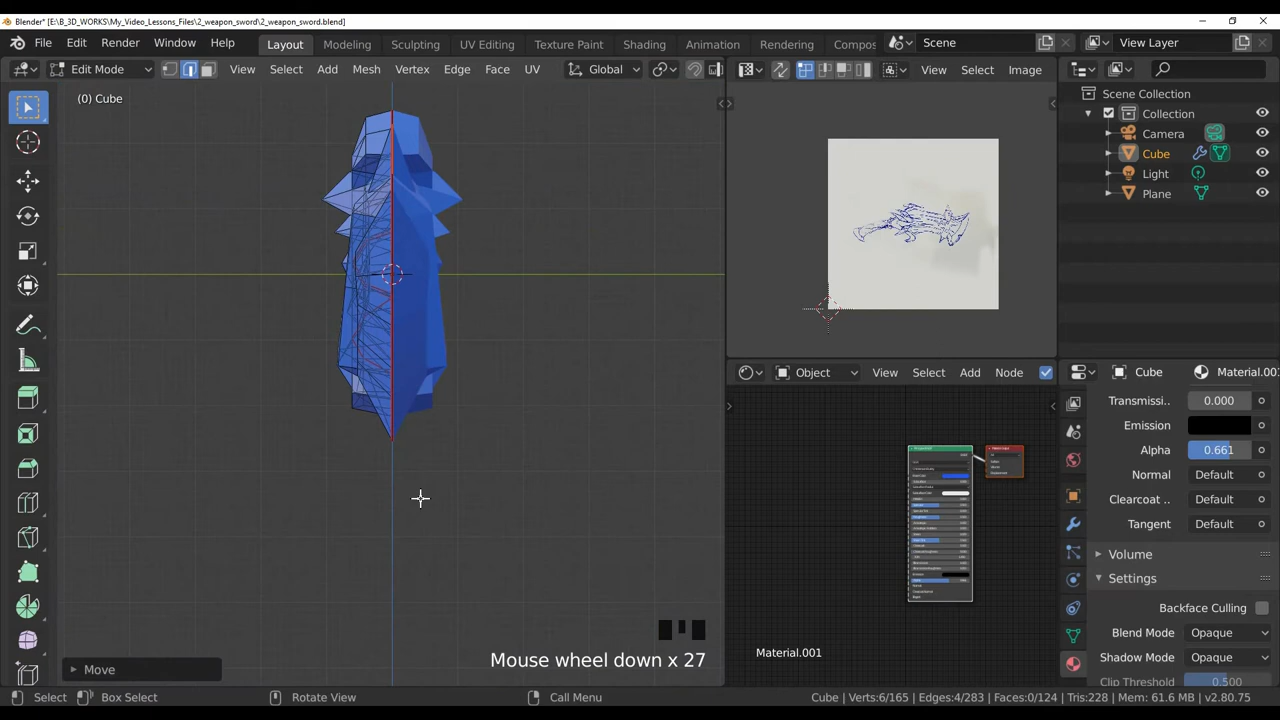 Blender* [E:\B_3D_WORKS\My_Video_Lessons_Files\2_weapon_sword\2_weapon_sword.blend]
File Edit Render Window Help Layout Modeling Sculpting UV Editing Texture Paint Shading Animation Rendering Compos Scene View Layer
Edit Mode View Select Add Mesh Vertex Edge Face UV Global View Select Image
(0) Cube
Scene Collection
Collection
Camera
Cube
Light
Plane
Object View Select Add Node
Cube Material.001
Transmissi.. 0.000
Emission
Alpha 0.661
Normal Default
Clearcoat .. Default
Tangent Default
Volume
Settings
Backface Culling
Blend Mode Opaque
Shadow Mode Opaque
Clip Threshold 0.500
Material.001
Mouse wheel down x 27
Move
Select Box Select Rotate View Call Menu Cube | Verts:6/165 | Edges:4/283 | Faces:0/124 | Tris:228 | Mem: 61.6 MB | v2.80.75